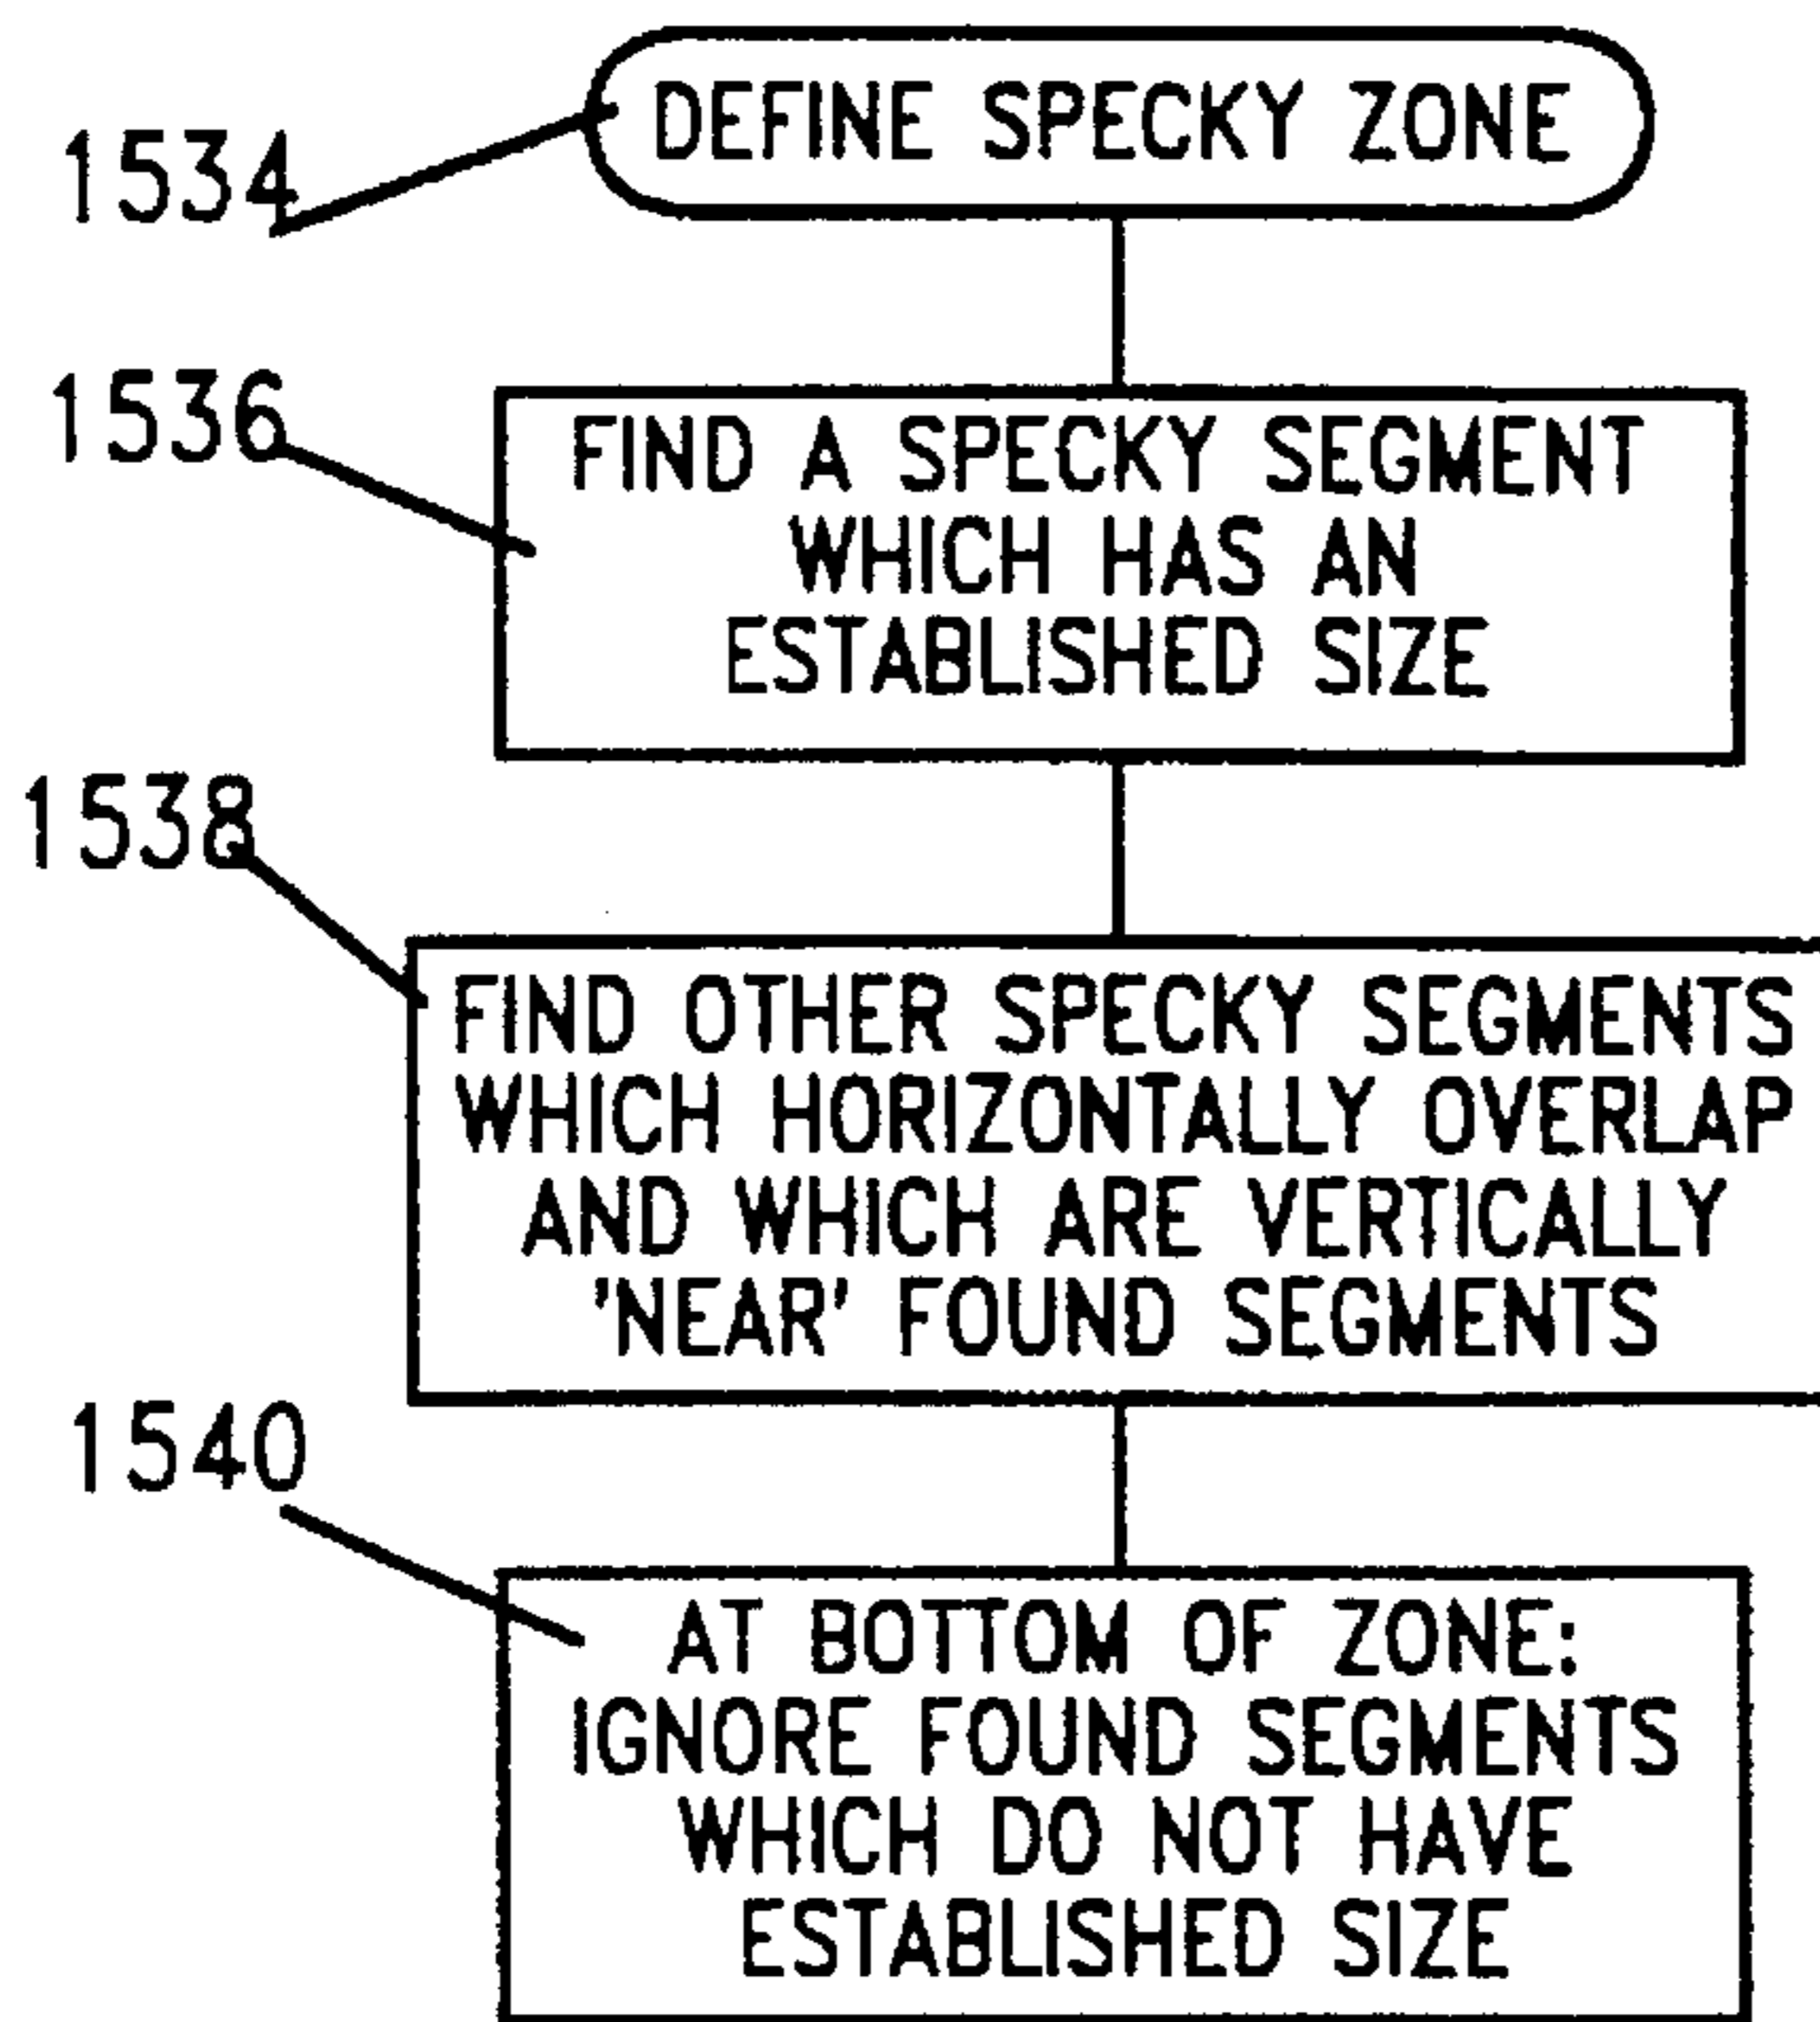 1534
DEFINE SPECKY ZONE
1536
FIND A SPECKY SEGMENT
WHICH HAS AN
ESTABLISHED SIZE
1538
FIND OTHER SPECKY SEGMENTS
WHICH HORIZONTALLY OVERLAP
AND WHICH ARE VERTICALLY
'NEAR' FOUND SEGMENTS
1540
AT BOTTOM OF ZONE:
IGNORE FOUND SEGMENTS
WHICH DO NOT HAVE
ESTABLISHED SIZE